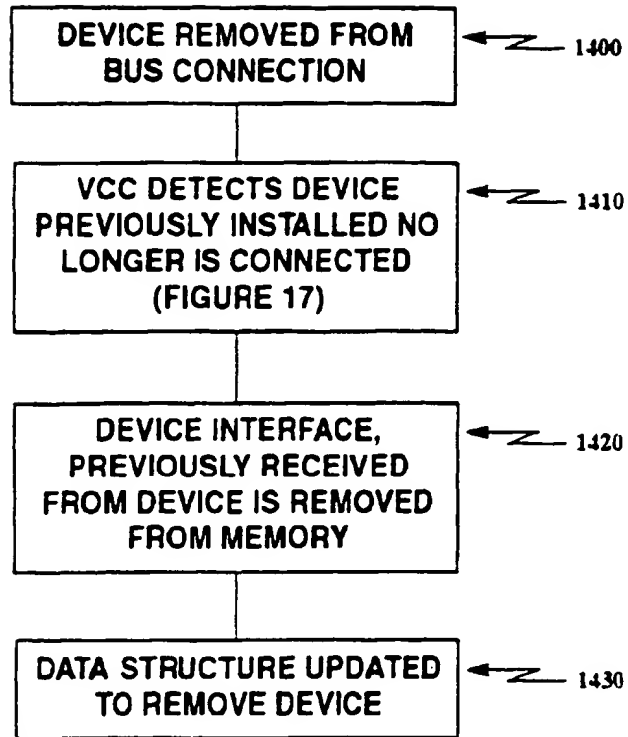 DEVICE REMOVED FROM
BUS CONNECTION
1400
VCC DETECTS DEVICE
PREVIOUSLY INSTALLED NO
LONGER IS CONNECTED
(FIGURE 17)
1410
DEVICE INTERFACE,
PREVIOUSLY RECEIVED
FROM DEVICE IS REMOVED
FROM MEMORY
1420
DATA STRUCTURE UPDATED
TO REMOVE DEVICE
1430